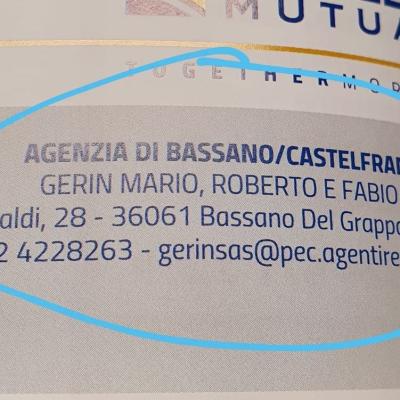 MUTUA
TOGETHERMOR
AGENZIA DI BASSANO/CASTELFRA
GERIN MARIO, ROBERTO E FABIO
aldi, 28 - 36061 Bassano Del Grappa
2 4228263 - gerinsas@pec.agentire